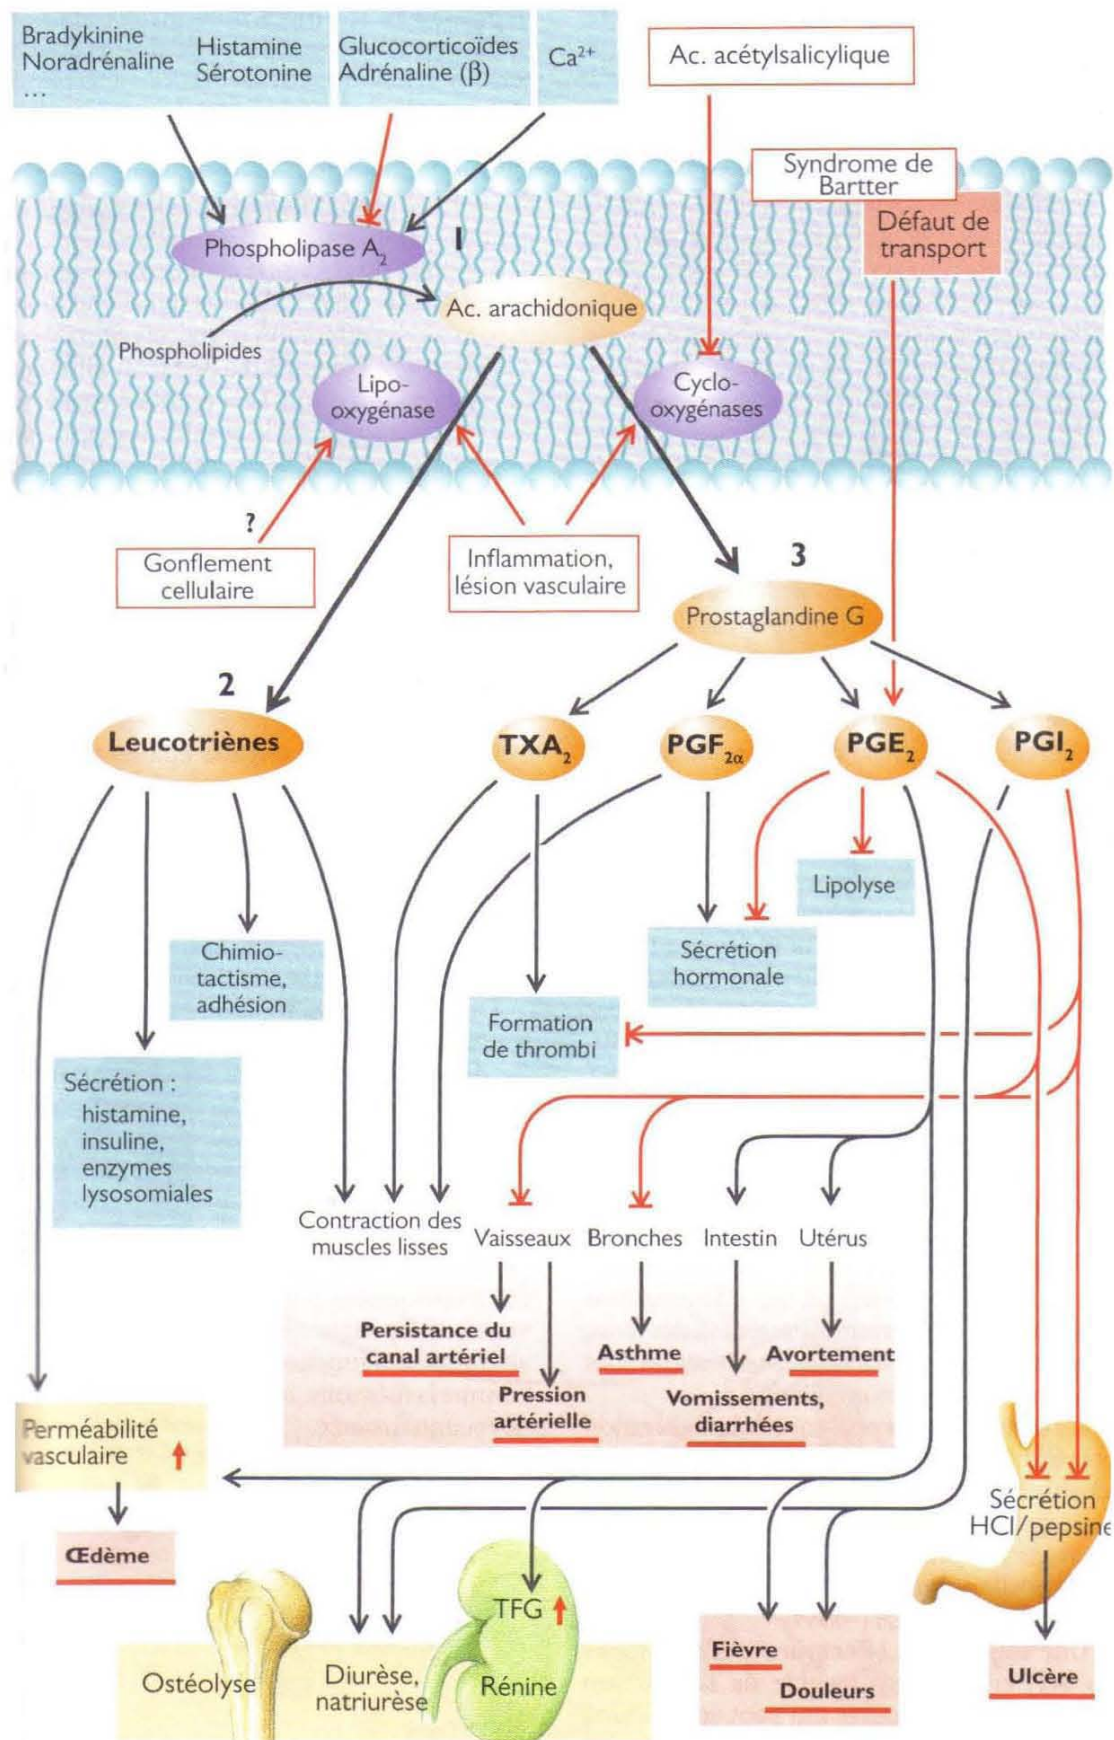 Bradykinine
Noradrénaline
...
Histamine
Sérotonine
Glucocorticoïdes
Adrénaline (β)
Ca²⁺
Ac. acétylsalicylique
Syndrome de
Bartter
Défaut de
transport
Phospholipase A₂
1
Ac. arachidonique
Phospholipides
Lipo-
oxygénase
Cyclo-
oxygénases
?
Gonflement
cellulaire
Inflammation,
lésion vasculaire
3
Prostaglandine G
2
Leucotriènes
TXA₂
PGF₂α
PGE₂
PGI₂
Lipolyse
Chimio-
tactisme,
adhésion
Sécrétion
hormonale
Formation
de thrombi
Sécrétion :
histamine,
insuline,
enzymes
lysosomiales
Contraction des
muscles lisses
Vaisseaux
Bronches
Intestin
Utérus
Persistance du
canal artériel
Asthme
Avortement
Pression
artérielle
Vomissements,
diarrhées
Perméabilité
vasculaire
Œdème
Sécrétion
HCl/pepsine
TFG
Ostéolyse
Diurèse,
natriurèse
Rénine
Fièvre
Douleurs
Ulcère